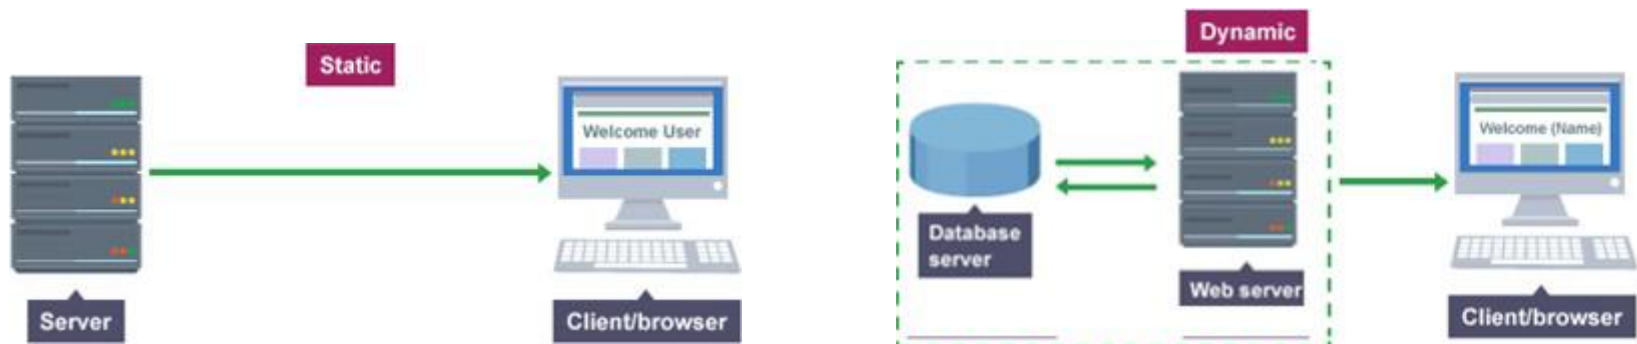 Static
Welcome User
Server
Client/browser
Dynamic
Welcome (Name)
Database
server
Web server
Client/browser